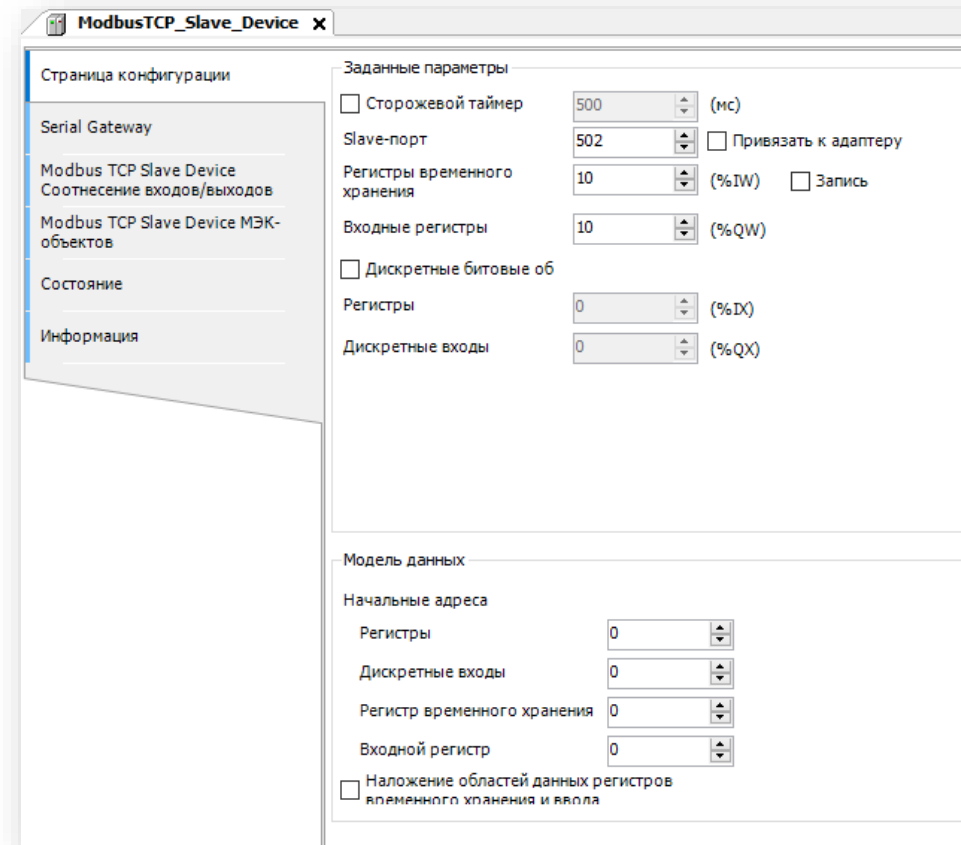 ModbusTCP_Slave_Device
Страница конфигурации
Serial Gateway
Modbus TCP Slave Device
Соотнесение входов/выходов
Modbus TCP Slave Device МЭК-
объектов
Состояние
Информация
Заданные параметры
Сторожевой таймер 500 (мс)
Slave-порт 502 Привязать к адаптеру
Регистры временного
хранения 10 (%IW) Запись
Входные регистры 10 (%QW)
Дискретные битовые об
Регистры 0 (%IX)
Дискретные входы 0 (%QX)
Модель данных
Начальные адреса
Регистры 0
Дискретные входы 0
Регистр временного хранения 0
Входной регистр 0
Наложение областей данных регистров
временного хранения и ввода